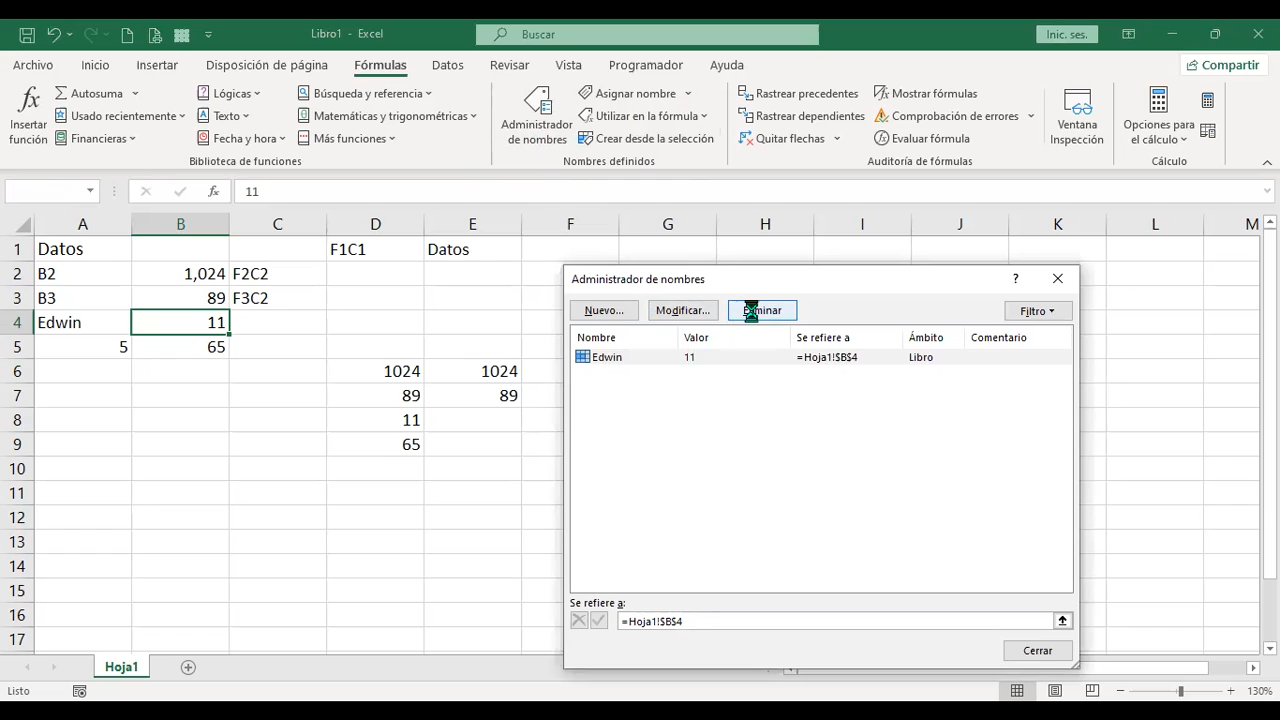 Libro1 - Excel
Buscar
Inic. ses.
Archivo Inicio Insertar Disposición de página Fórmulas Datos Revisar Vista Programador Ayuda
Compartir
fx
Insertar función
Autosuma
Usado recientemente
Financieras
Lógicas
Texto
Fecha y hora
Búsqueda y referencia
Matemáticas y trigonométricas
Más funciones
Biblioteca de funciones
Administrador de nombres
Asignar nombre
Utilizar en la fórmula
Crear desde la selección
Nombres definidos
Rastrear precedentes
Rastrear dependientes
Quitar flechas
Mostrar fórmulas
Comprobación de errores
Evaluar fórmula
Auditoría de fórmulas
Ventana Inspección
Opciones para el cálculo
Cálculo
fx 11
A B C D E F G H I J K L M
1 Datos F1C1 Datos
2 B2 1,024 F2C2
3 B3 89 F3C2
4 Edwin 11
5 5 65
6 1024 1024
7 89 89
8 11
9 65
10
11
12
13
14
15
16
17
Administrador de nombres ?
Nuevo... Modificar... Filtro
Nombre Valor Se refiere a Ámbito Comentario
Edwin 11 =Hoja1!$B$4 Libro
Se refiere a:
=Hoja1!$B$4
Cerrar
Hoja1
Listo
130%